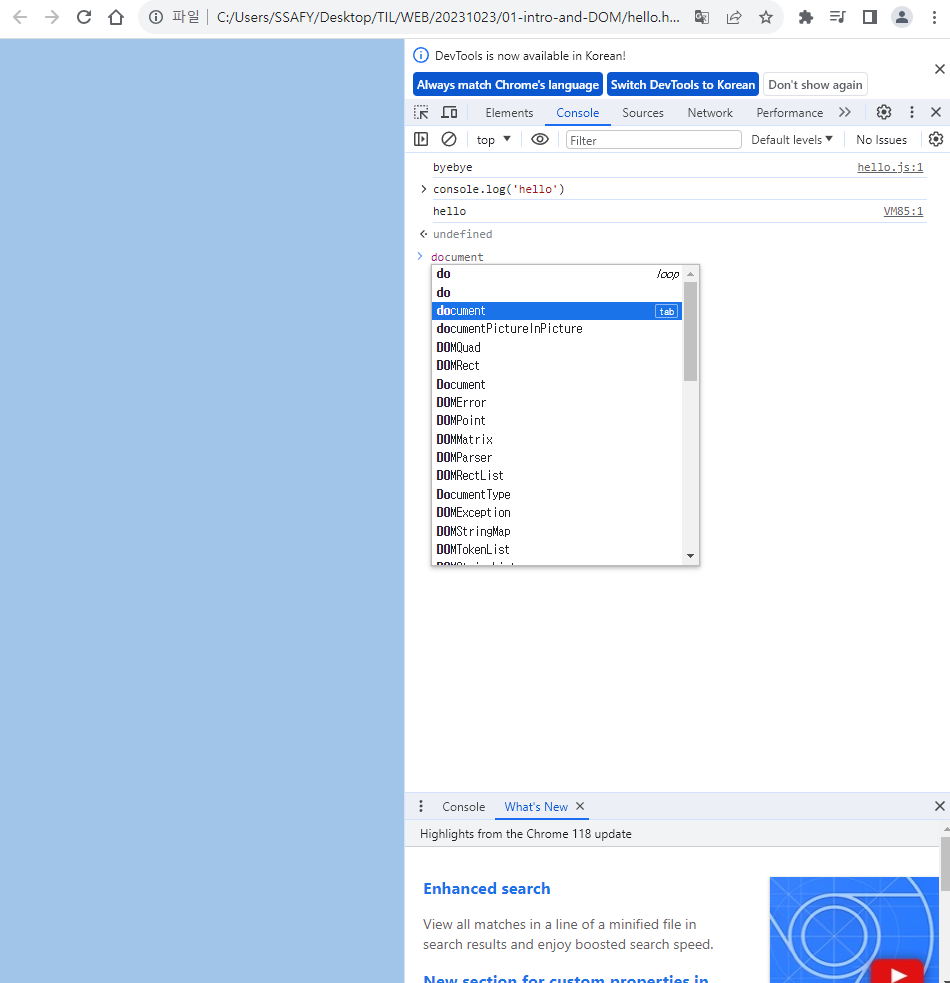 파일 C:/Users/SSAFY/Desktop/TIL/WEB/20231023/01-intro-and-DOM/hello.h...
DevTools is now available in Korean!
Always match Chrome's language Switch DevTools to Korean Don't show again
Elements Console Sources Network Performance
top Filter Default levels No Issues
byebye hello.js:1
console.log('hello')
hello VM85:1
undefined
document
do loop
do
document tab
documentPictureInPicture
DOMQuad
DOMRect
Document
DOMError
DOMPoint
DOMMatrix
DOMParser
DOMRectList
DocumentType
DOMException
DOMStringMap
DOMTokenList
Console What's New
Highlights from the Chrome 118 update
Enhanced search
View all matches in a line of a minified file in
search results and enjoy boosted search speed.
New section for custom properties in